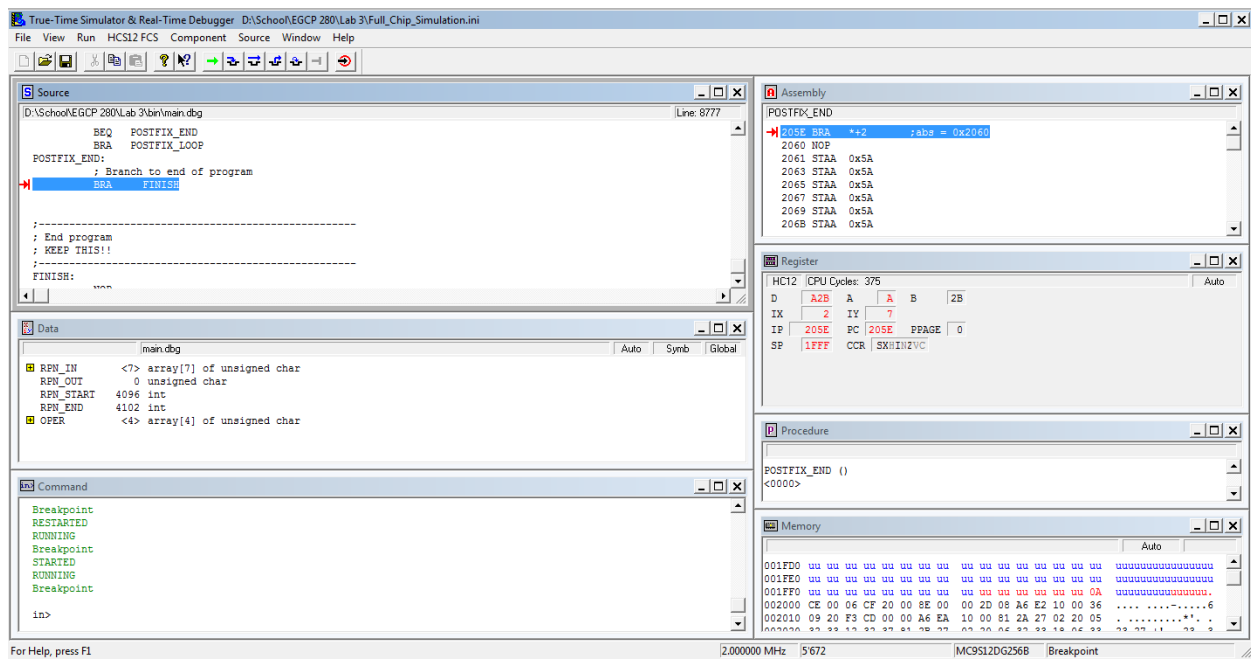 True-Time Simulator & Real-Time Debugger D:\School\EGCP 280\Lab 3\Full_Chip_Simulation.ini
File View Run HCS12 FCS Component Source Window Help
Source
D:\School\EGCP 280\Lab 3\bin\main.dbg Line: 8777
BEQ POSTFIX_END
BRA POSTFIX_LOOP
POSTFIX_END:
; Branch to end of program
BRA FINISH
;-----------------------------------------------------
; End program
; KEEP THIS!!
;-----------------------------------------------------
FINISH:
Data
main.dbg Auto Symb Global
RPN_IN <7> array[7] of unsigned char
RPN_OUT 0 unsigned char
RPN_START 4096 int
RPN_END 4102 int
OPER <4> array[4] of unsigned char
Command
Breakpoint
RESTARTED
RUNNING
Breakpoint
STARTED
RUNNING
Breakpoint
in>
Assembly
POSTFIX_END
205E BRA *+2 ;abs = 0x2060
2060 NOP
2061 STAA 0x5A
2063 STAA 0x5A
2065 STAA 0x5A
2067 STAA 0x5A
2069 STAA 0x5A
206B STAA 0x5A
Register
HC12 CPU Cycles: 375 Auto
D A2B A A B 2B
IX 2 IY 7
IP 205E PC 205E PPAGE 0
SP 1FFF CCR SXHINZVC
Procedure
POSTFIX_END ()
<0000>
Memory
Auto
001FD0 uu uu uu uu uu uu uu uu uu uu uu uu uu uu uu uu uuuuuuuuuuuuuuuu
001FE0 uu uu uu uu uu uu uu uu uu uu uu uu uu uu uu uu uuuuuuuuuuuuuuuu
001FF0 uu uu uu uu uu uu uu uu uu uu uu uu uu uu uu 0A uuuuuuuuuuuuuuu.
002000 CE 00 06 CF 20 00 8E 00 00 2D 08 A6 E2 10 00 36 .... ....-.....6
002010 09 20 F3 CD 00 00 A6 EA 10 00 81 2A 27 02 20 06 . .........*'. .
For Help, press F1 2.000000 MHz 5'672 MC9S12DG256B Breakpoint